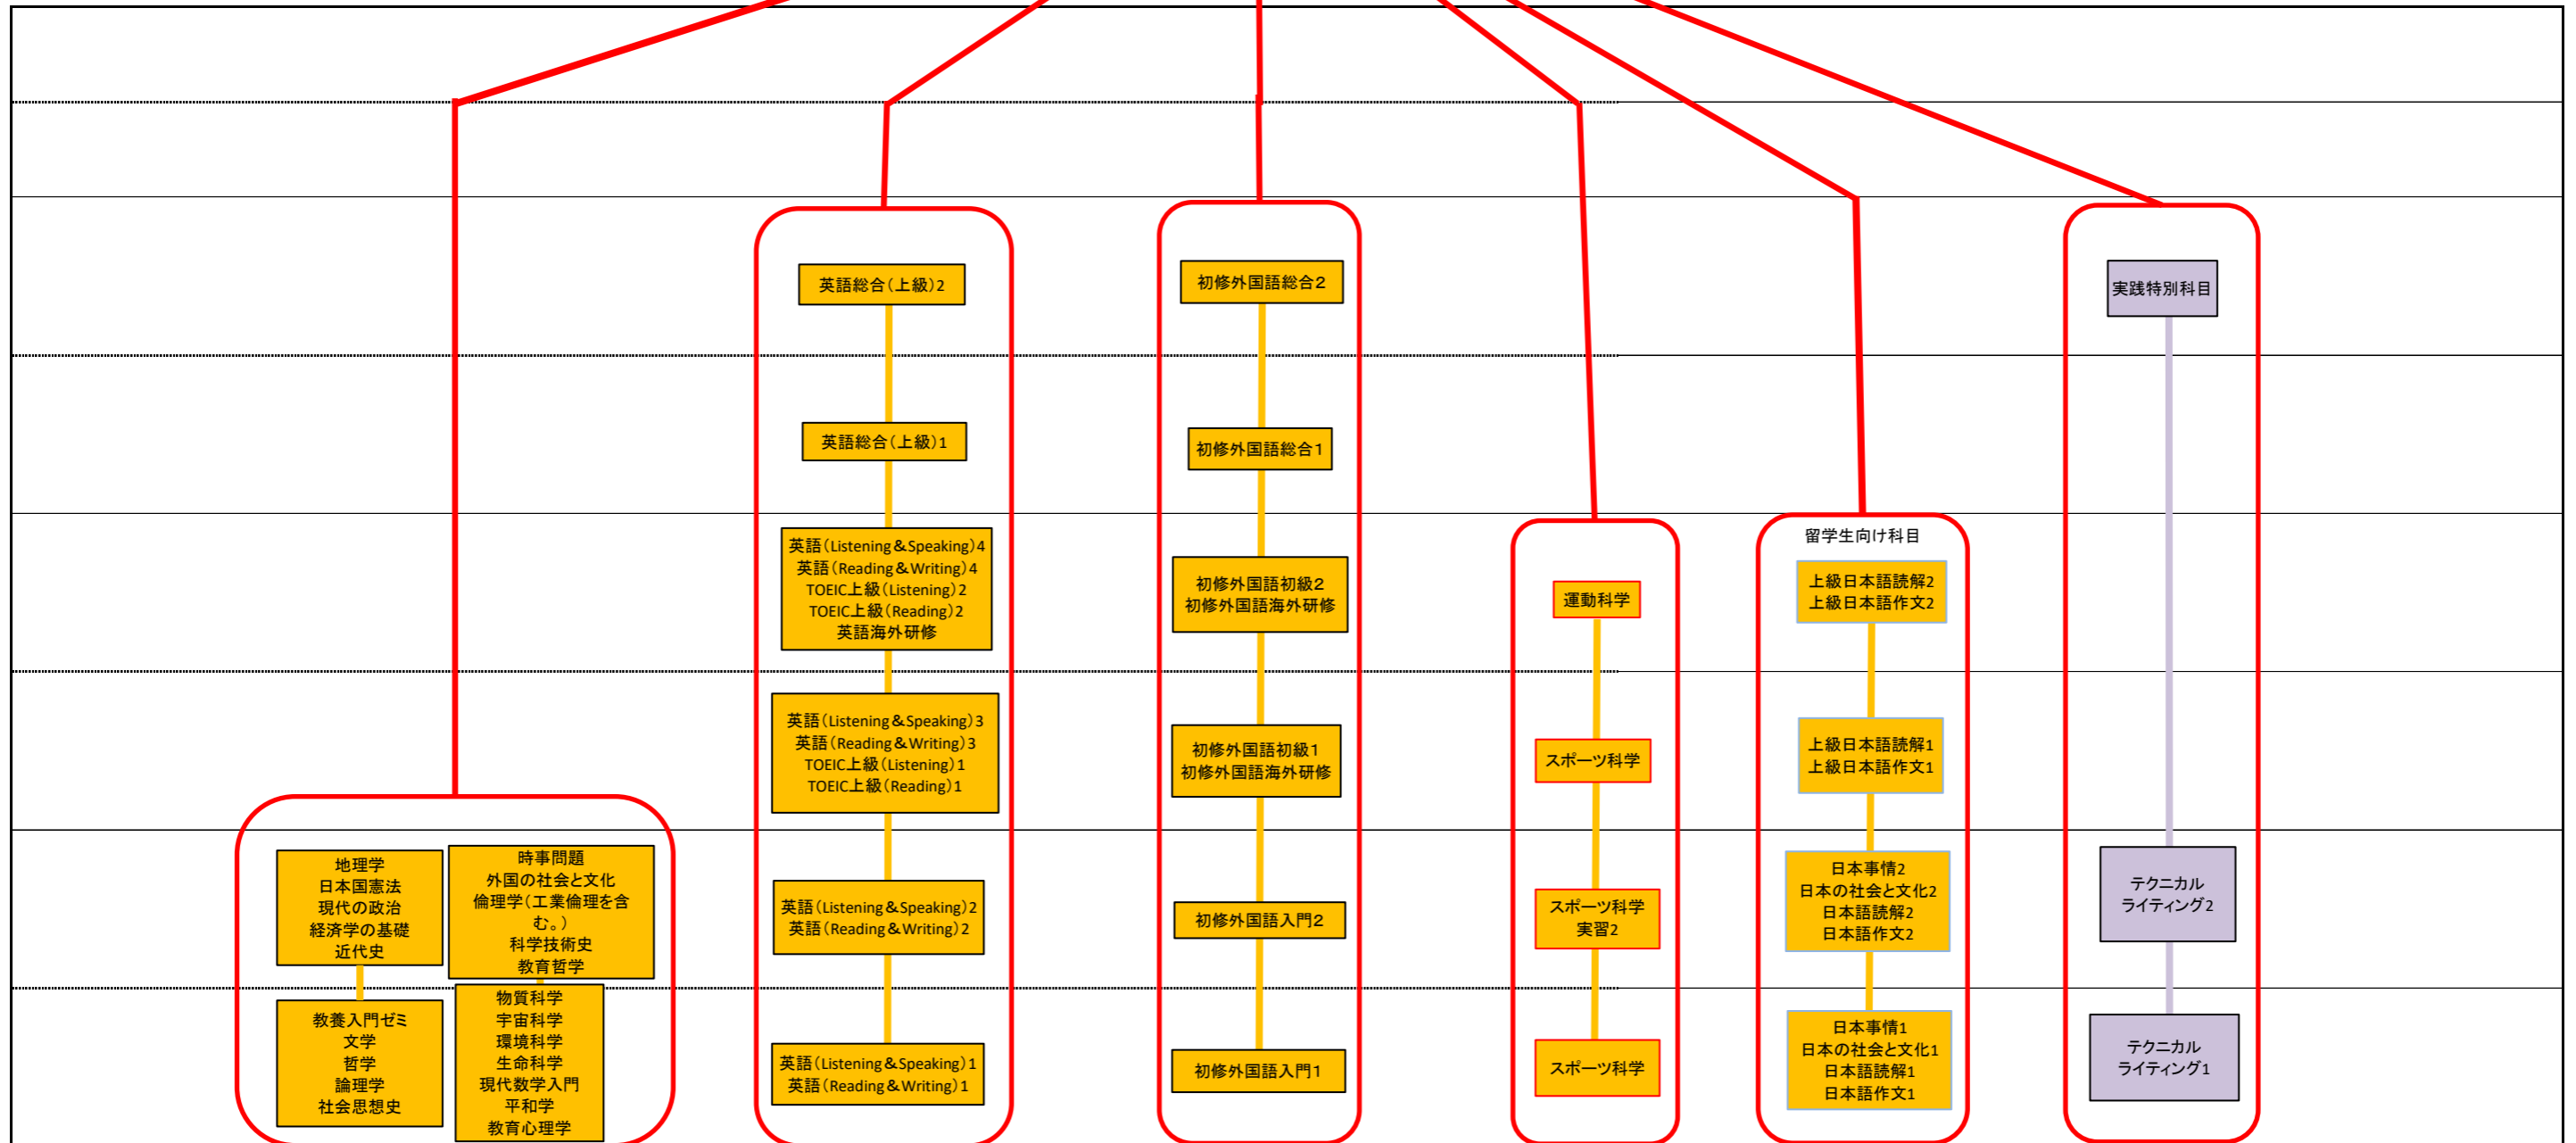 英語総合（上級）2
初修外国語総合2
実践特別科目
英語総合（上級）1
初修外国語総合1
英語（Listening＆Speaking）4
英語（Reading＆Writing）4
TOEIC上級（Listening）2
TOEIC上級（Reading）2
英語海外研修
初修外国語初級2
初修外国語海外研修
運動科学
留学生向け科目
上級日本語読解2
上級日本語作文2
英語（Listening＆Speaking）3
英語（Reading＆Writing）3
TOEIC上級（Listening）1
TOEIC上級（Reading）1
初修外国語初級1
初修外国語海外研修
スポーツ科学
上級日本語読解1
上級日本語作文1
地理学
日本国憲法
現代の政治
経済学の基礎
近代史
時事問題
外国の社会と文化
倫理学（工業倫理を含
む。）
科学技術史
教育哲学
英語（Listening＆Speaking）2
英語（Reading＆Writing）2
初修外国語入門2
スポーツ科学
実習2
日本事情2
日本の社会と文化2
日本語読解2
日本語作文2
テクニカル
ライティング2
教養入門ゼミ
文学
哲学
論理学
社会思想史
物質科学
宇宙科学
環境科学
生命科学
現代数学入門
平和学
教育心理学
英語（Listening＆Speaking）1
英語（Reading＆Writing）1
初修外国語入門1
スポーツ科学
日本事情1
日本の社会と文化1
日本語読解1
日本語作文1
テクニカル
ライティング1